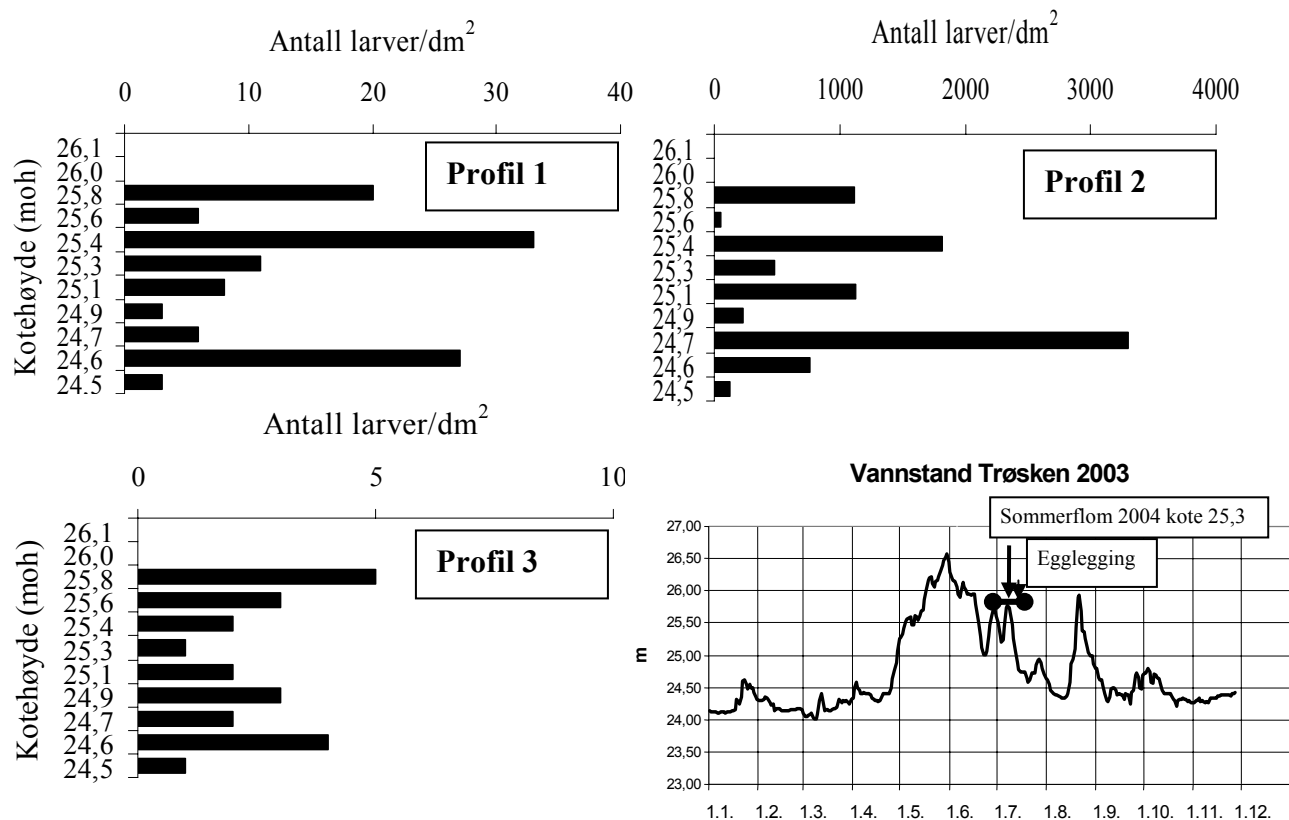 Antall larver/dm²
0 10 20 30 40
Kotehøyde (moh)
26,1
26,0
25,8
25,6
25,4
25,3
25,1
24,9
24,7
24,6
24,5
Profil 1
Antall larver/dm²
0 1000 2000 3000 4000
26,1
26,0
25,8
25,6
25,4
25,3
25,1
24,9
24,7
24,6
24,5
Profil 2
Antall larver/dm²
0 5 10
Kotehøyde (moh)
26,1
26,0
25,8
25,6
25,4
25,3
25,1
24,9
24,7
24,6
24,5
Profil 3
Vannstand Trøsken 2003
Sommerflom 2004 kote 25,3
Egglegging
m
27,00
26,50
26,00
25,50
25,00
24,50
24,00
23,50
23,00
1.1. 1.2. 1.3. 1.4. 1.5. 1.6. 1.7. 1.8. 1.9. 1.10. 1.11. 1.12.